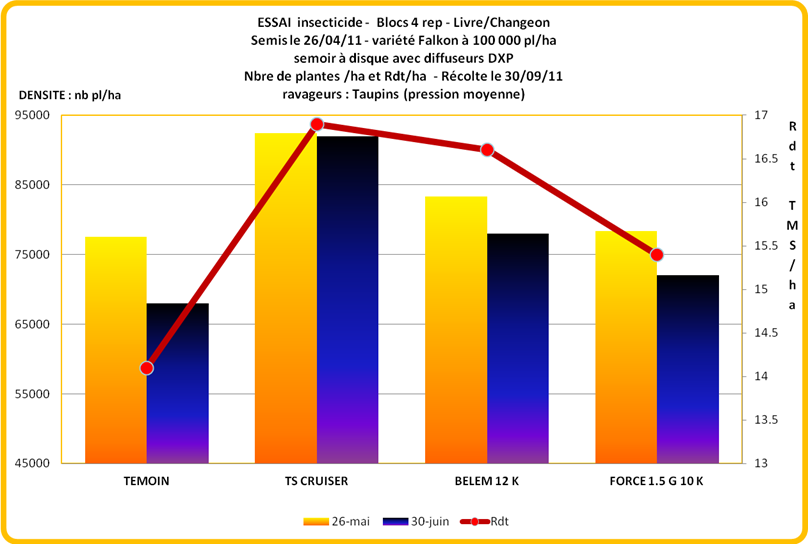 ESSAI insecticide - Blocs 4 rep - Livre/Changeon
Semis le 26/04/11 - variété Falkon à 100 000 pl/ha
semoir à disque avec diffuseurs DXP
Nbre de plantes /ha et Rdt/ha - Récolte le 30/09/11
ravageurs : Taupins (pression moyenne)
DENSITE : nb pl/ha
95000
85000
75000
65000
55000
45000
17
16.5
16
15.5
15
14.5
14
13.5
13
Rdt TMS/ha
TEMOIN
TS CRUISER
BELEM 12 K
FORCE 1.5 G 10 K
26-mai
30-juin
Rdt